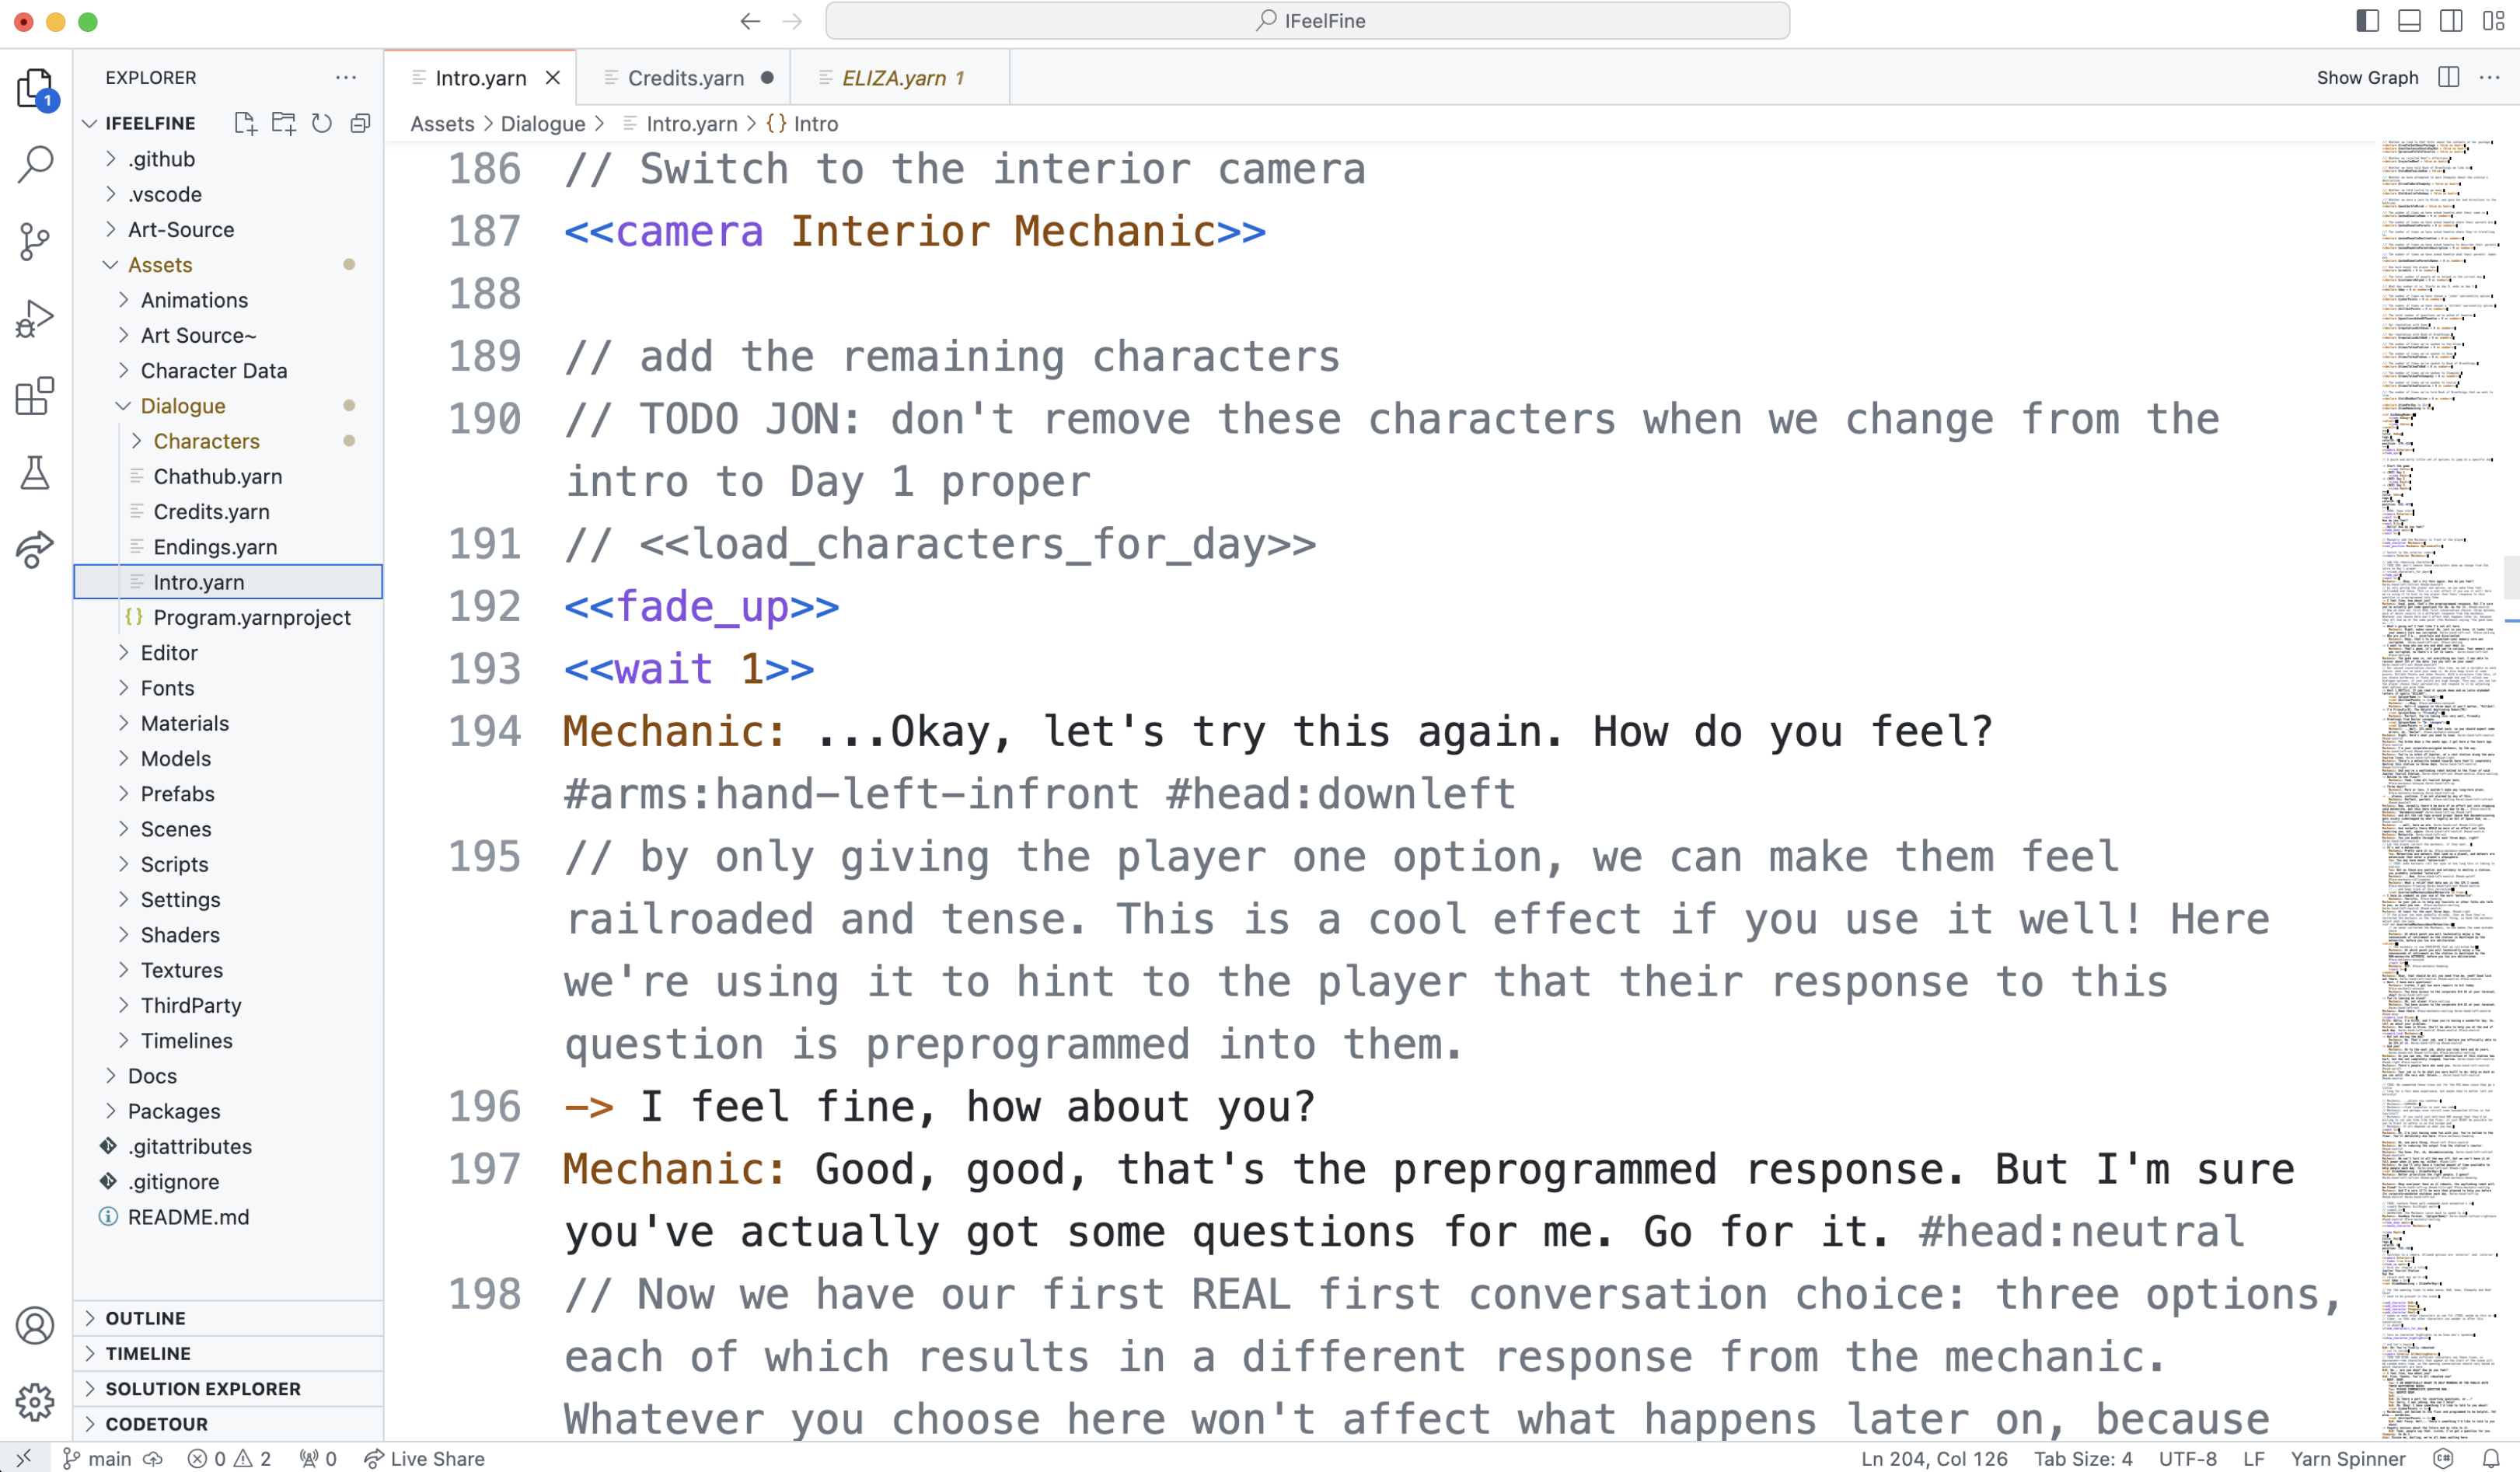 IFeelFine
EXPLORER
Intro.yarn
Credits.yarn
ELIZA.yarn 1
Show Graph
1
IFEELFINE
Assets > Dialogue > Intro.yarn > {} Intro
.github
.vscode
Art-Source
Assets
Animations
Art Source~
Character Data
Dialogue
Characters
Chathub.yarn
Credits.yarn
Endings.yarn
Intro.yarn
{} Program.yarnproject
Editor
Fonts
Materials
Models
Prefabs
Scenes
Scripts
Settings
Shaders
Textures
ThirdParty
Timelines
Docs
Packages
.gitattributes
.gitignore
README.md
OUTLINE
TIMELINE
SOLUTION EXPLORER
CODETOUR
186 // Switch to the interior camera
187 <<camera Interior Mechanic>>
188
189 // add the remaining characters
190 // TODO JON: don't remove these characters when we change from the
intro to Day 1 proper
191 // <<load_characters_for_day>>
192 <<fade_up>>
193 <<wait 1>>
194 Mechanic: ...Okay, let's try this again. How do you feel?
#arms:hand-left-infront #head:downleft
195 // by only giving the player one option, we can make them feel
railroaded and tense. This is a cool effect if you use it well! Here
we're using it to hint to the player that their response to this
question is preprogrammed into them.
196 -> I feel fine, how about you?
197 Mechanic: Good, good, that's the preprogrammed response. But I'm sure
you've actually got some questions for me. Go for it. #head:neutral
198 // Now we have our first REAL first conversation choice: three options,
each of which results in a different response from the mechanic.
Whatever you choose here won't affect what happens later on, because
main
0 2
0
Live Share
Ln 204, Col 126
Tab Size: 4
UTF-8
LF
Yarn Spinner